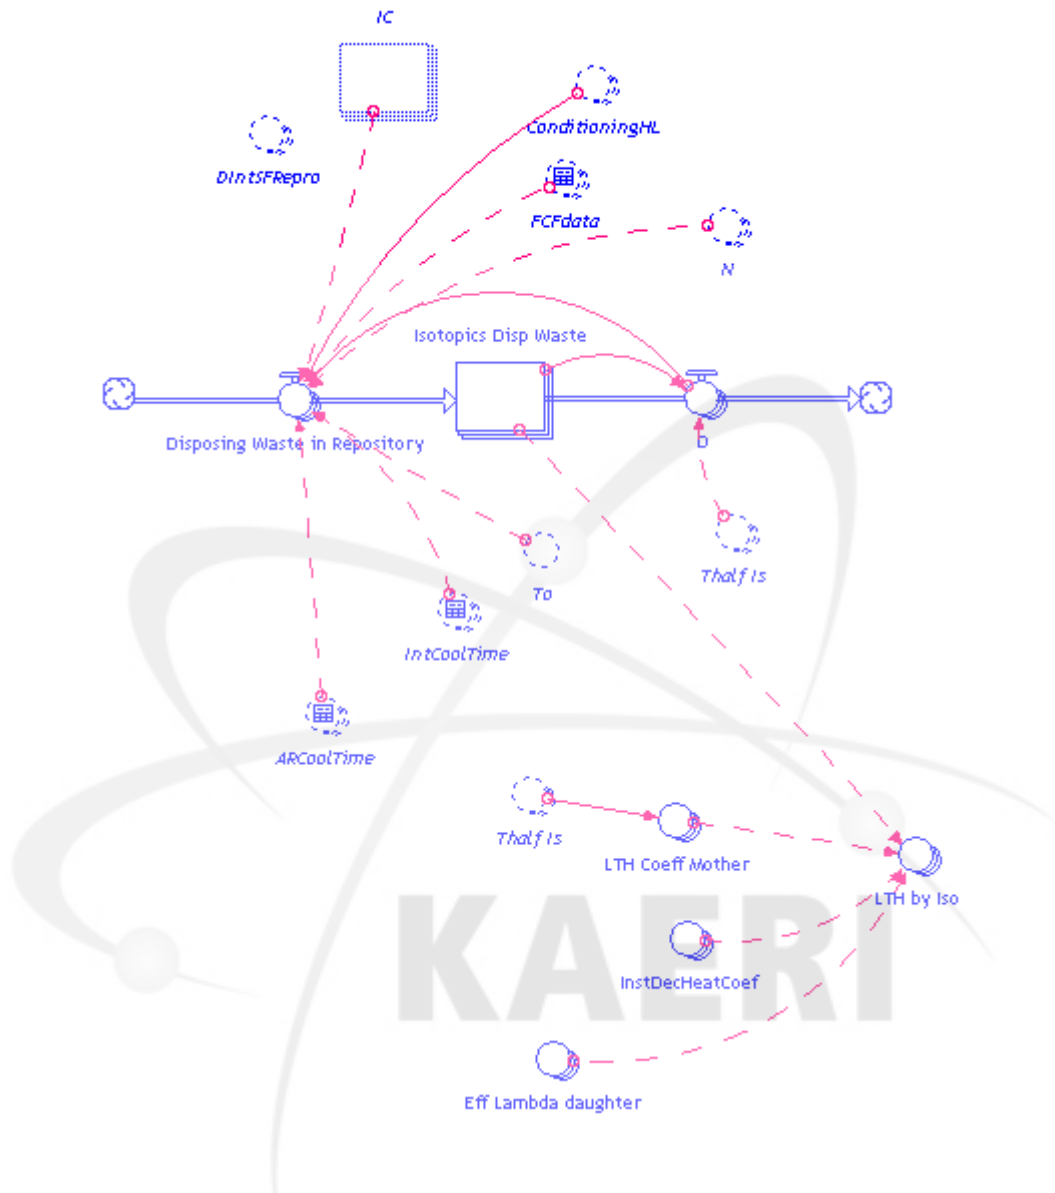 IC
ConditioningHL
DIntSFRepro
FCFdata
N
Isotopics Disp Waste
Disposing Waste in Repository
D
To
Thalf Is
IntCoolTime
ARCoolTime
Thalf Is
LTH Coeff Mother
LTH by Iso
KAERI
InstDecHeatCoef
Eff Lambda daughter